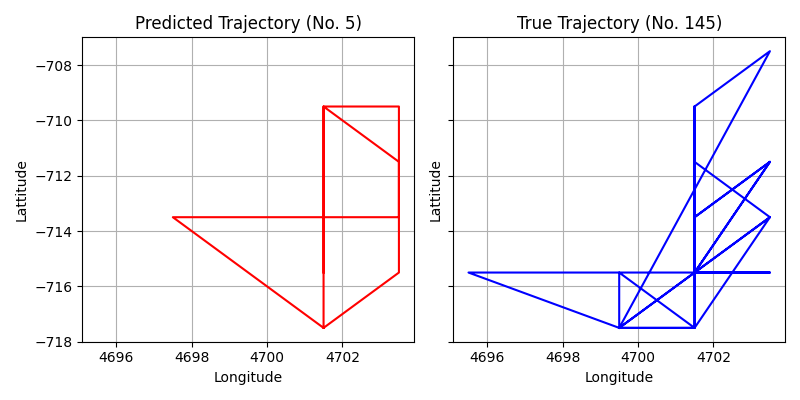 Predicted Trajectory (No. 5)
True Trajectory (No. 145)
Lattitude
−708
−710
−712
−714
−716
−718
4696 4698 4700 4702
Longitude
Lattitude
4696 4698 4700 4702
Longitude